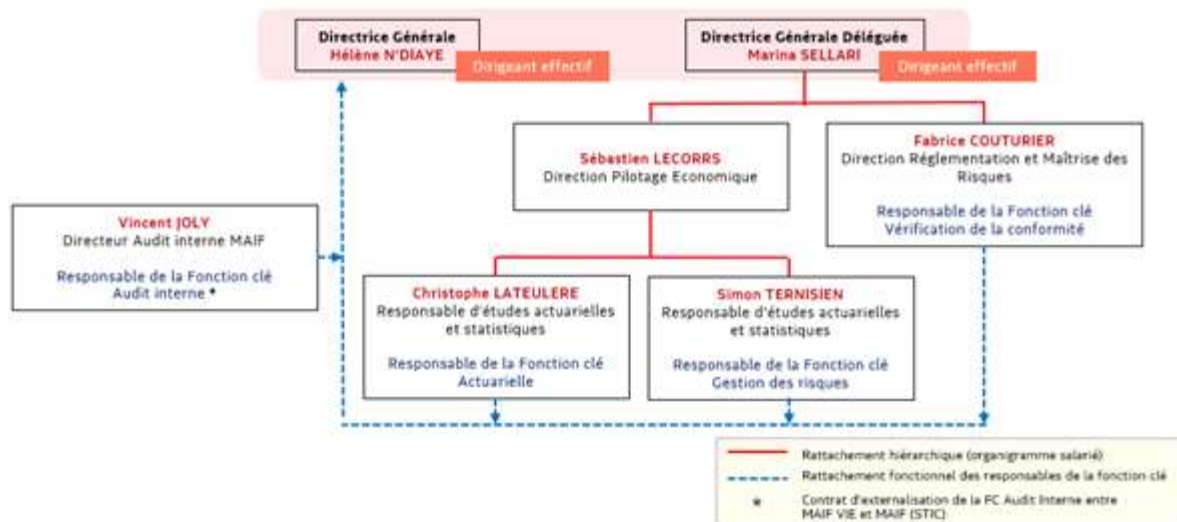 Directrice Générale
Hélène N'DIAYE
Dirigeant effectif
Directrice Générale Déléguée
Marina SELLARI
Dirigeant effectif
Sébastien LECORRS
Direction Pilotage Economique
Fabrice COUTURIER
Direction Réglementation et Maîtrise des
Risques
Responsable de la Fonction clé
Vérification de la conformité
Vincent JOLY
Directeur Audit interne MAIF
Responsable de la Fonction clé
Audit interne *
Christophe LATEULERE
Responsable d'études actuarielles
et statistiques
Responsable de la Fonction clé
Actuarielle
Simon TERNISIEN
Responsable d'études actuarielles
et statistiques
Responsable de la Fonction clé
Gestion des risques
Rattachement hiérarchique (organigramme salarié)
Rattachement fonctionnel des responsables de la fonction clé
* Contrat d'externalisation de la FC Audit Interne entre
MAIF VIE et MAIF (STIC)